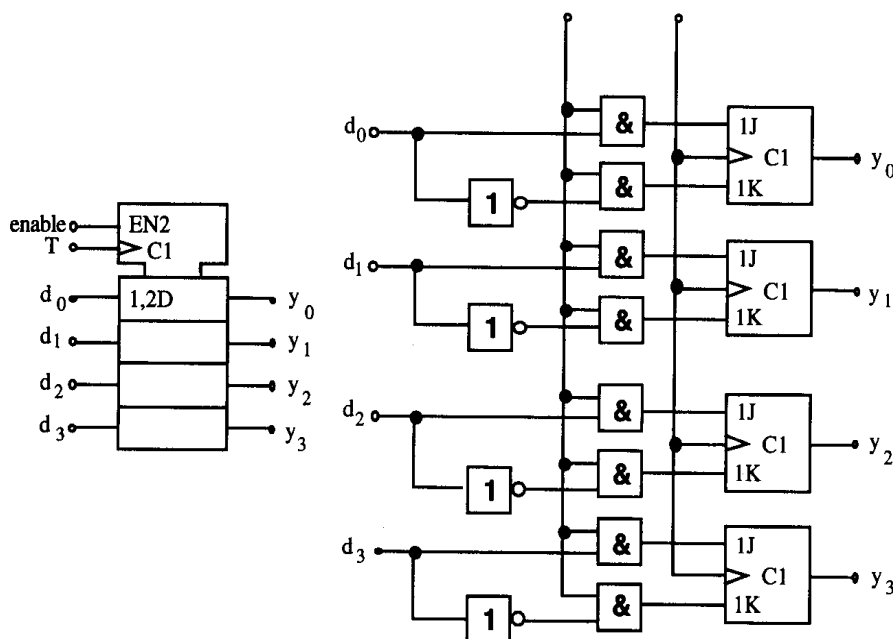 enable
EN2
T
C1
d0
1,2D
y0
d1
y1
d2
y2
d3
y3
d0
&
1J
C1
y0
1
&
1K
d1
&
1J
C1
y1
1
&
1K
d2
&
1J
C1
y2
1
&
1K
d3
&
1J
C1
y3
1
&
1K